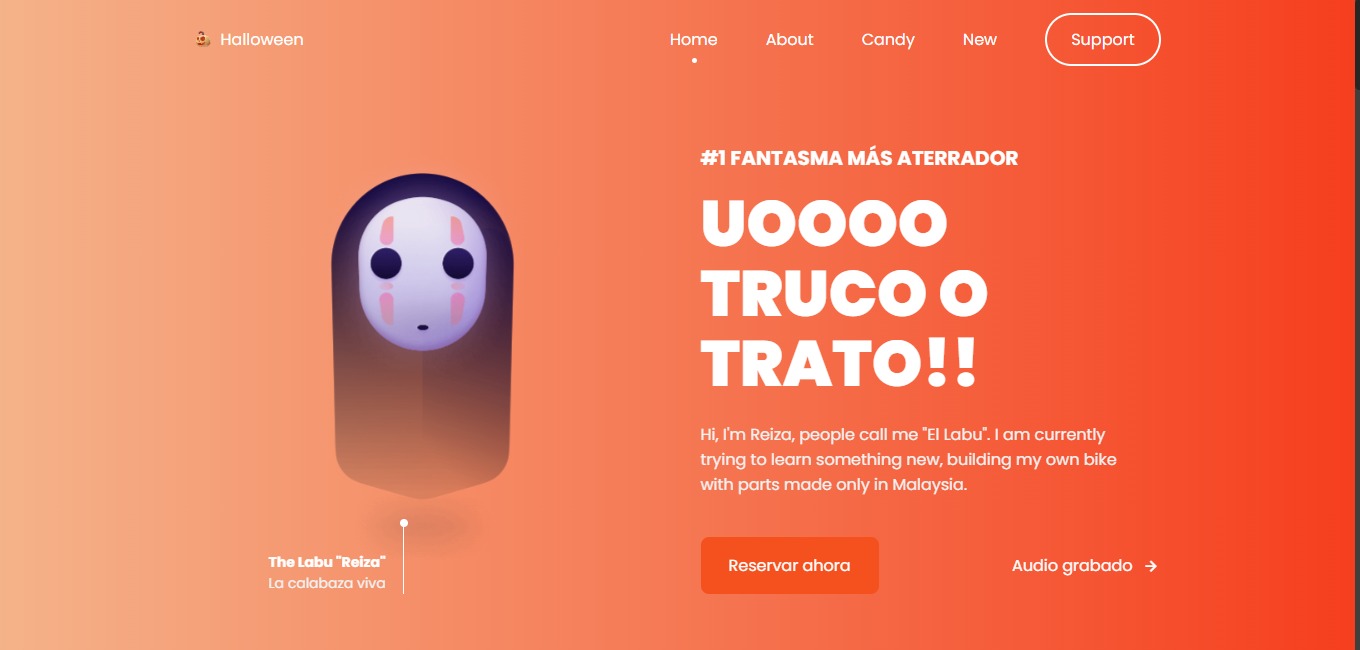 Halloween
Home
About
Candy
New
Support
#1 FANTASMA MÁS ATERRADOR
UOOOO
TRUCO O
TRATO!!
Hi, I'm Reiza, people call me "El Labu". I am currently
trying to learn something new, building my own bike
with parts made only in Malaysia.
Reservar ahora
Audio grabado →
The Labu "Reiza"
La calabaza viva